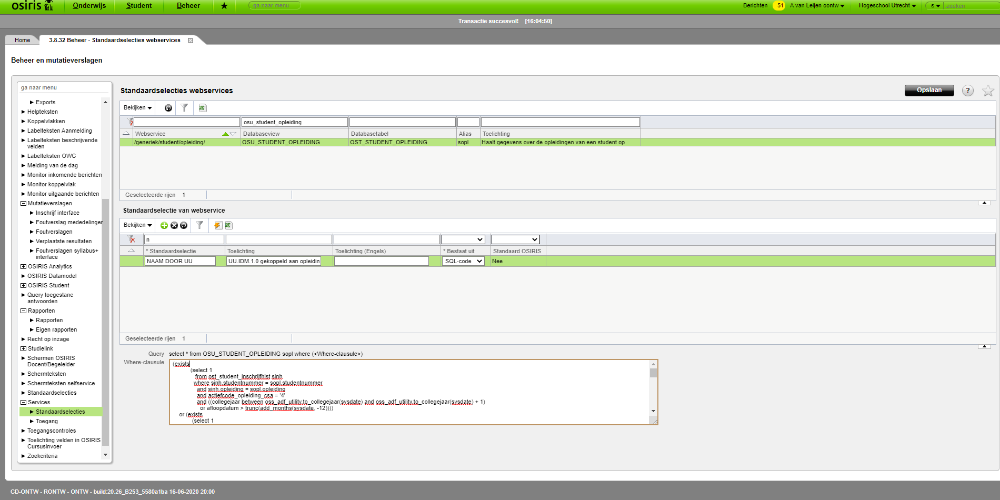 osiris Onderwijs Student Beheer ga naar menu Berichten 51 A van Leijen oontw Hogeschool Utrecht s zoeken
Transactie succesvol! [16:04:50]
Home 3.8.32 Beheer - Standaardselecties webservices
Beheer en mutatieverslagen
ga naar menu
Exports
Helpteksten
Koppelvlakken
Labelteksten Aanmelding
Labelteksten beschrijvende
velden
Labelteksten OWC
Melding van de dag
Monitor inkomende berichten
Monitor koppelvlak
Monitor uitgaande berichten
Mutatieverslagen
Inschrijf interface
Foutverslag mededelinger
Foutverslagen
Verplaatste resultaten
Foutverslagen syllabus+
interface
OSIRIS Analytics
OSIRIS Datamodel
OSIRIS Student
Query toegestane
antwoorden
Rapporten
Rapporten
Eigen rapporten
Recht op inzage
Studielink
Schermen OSIRIS
Docent/Begeleider
Schermteksten
Schermteksten selfservice
Standaardselecties
Services
Standaardselecties
Toegang
Toegangscontroles
Toelichting velden in OSIRIS
Cursusinvoer
Zoekcriteria
Standaardselecties webservices
Opslaan ?
Bekijken
osu_student_opleiding
Webservice Databaseview Databasetabel Alias Toelichting
/generiek/student/opleiding/ OSU_STUDENT_OPLEIDING OST_STUDENT_OPLEIDING sopl Haalt gegevens over de opleidingen van een student op
Geselecteerde rijen 1
Standaardselectie van webservice
Bekijken
n
* Standaardselectie Toelichting Toelichting (Engels) * Bestaat uit Standaard OSIRIS
NAAM DOOR UU UU.IDM.1.0 gekoppeld aan opleidin SQL-code Nee
Geselecteerde rijen 1
Query select * from OSU_STUDENT_OPLEIDING sopl where (<Where-clausule>)
Where-clausule
(exists
(select 1
from ost_student_inschrijfhist sinh
where sinh.studentnummer = sopl.studentnummer
and sinh.opleiding = sopl.opleiding
and actiefcode_opleiding_csa = '4'
and ((collegejaar between oss_adf_utility.to_collegejaar(sysdate) and oss_adf_utility.to_collegejaar(sysdate) + 1)
or afloopdatum > trunc(add_months(sysdate, -12))))
or (exists
(select 1
CD-ONTW - RONTW - ONTW - build:20.26_B253_5580a1ba 16-06-2020 20:00